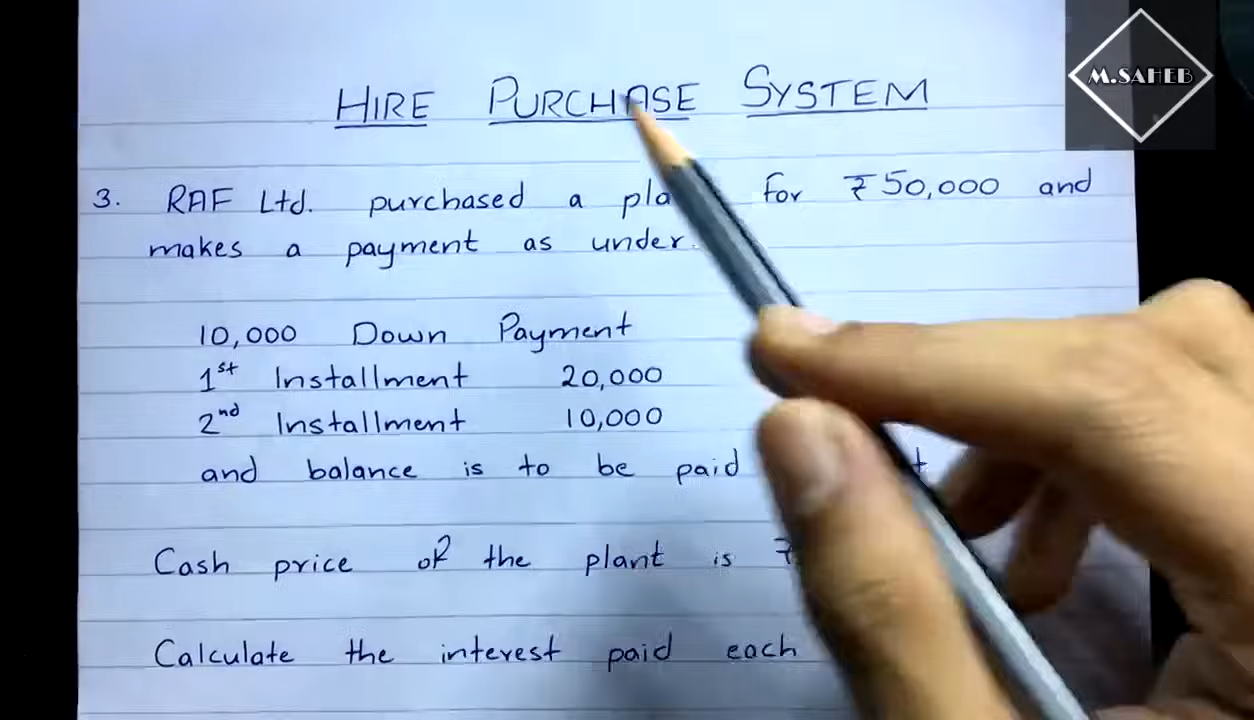 M.SAHEB
HIRE PURCHASE SYSTEM
3. RAF Ltd. purchased a for ₹50,000 and
makes a payment as under.
10,000 Down Payment
1st Installment 20,000
2nd Installment 10,000
and balance is to be paid
Cash price of the plant is ₹
Calculate the interest paid each